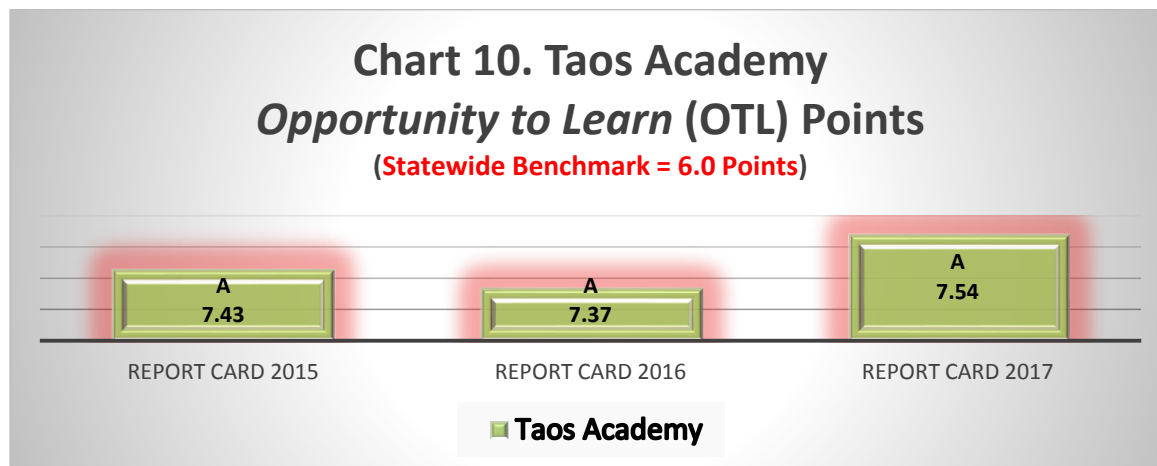 Chart 10. Taos Academy
Opportunity to Learn (OTL) Points
(Statewide Benchmark = 6.0 Points)
A
7.43
A
7.37
A
7.54
REPORT CARD 2015
REPORT CARD 2016
REPORT CARD 2017
Taos Academy